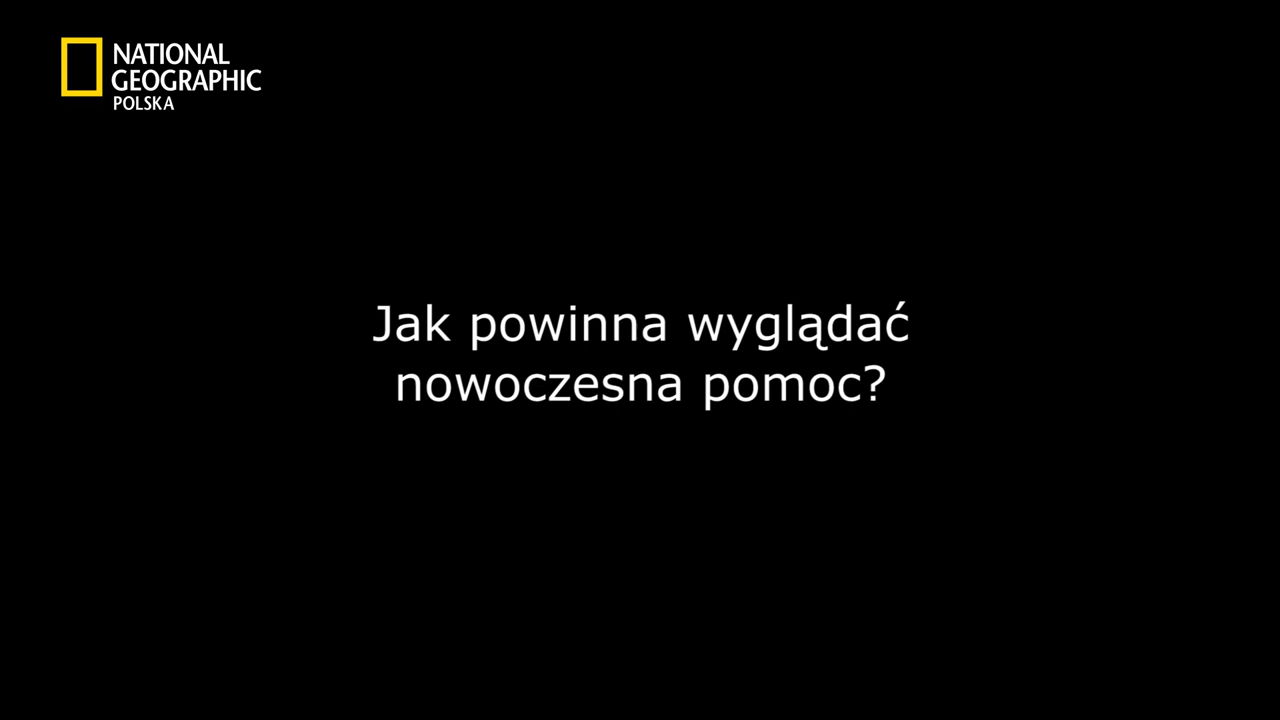 NATIONAL
GEOGRAPHIC
POLSKA
Jak powinna wyglądać
nowoczesna pomoc?